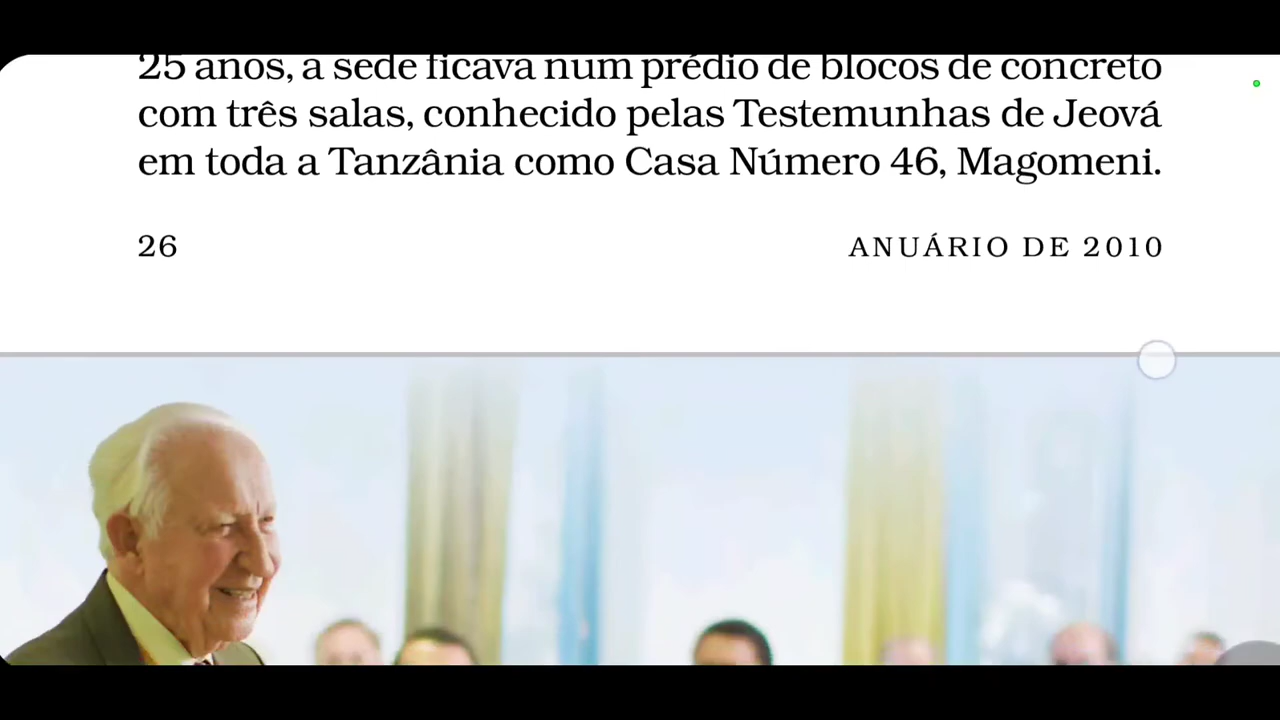 25 anos, a sede ficava num prédio de blocos de concreto
com três salas, conhecido pelas Testemunhas de Jeová
em toda a Tanzânia como Casa Número 46, Magomeni.
26
ANUÁRIO DE 2010